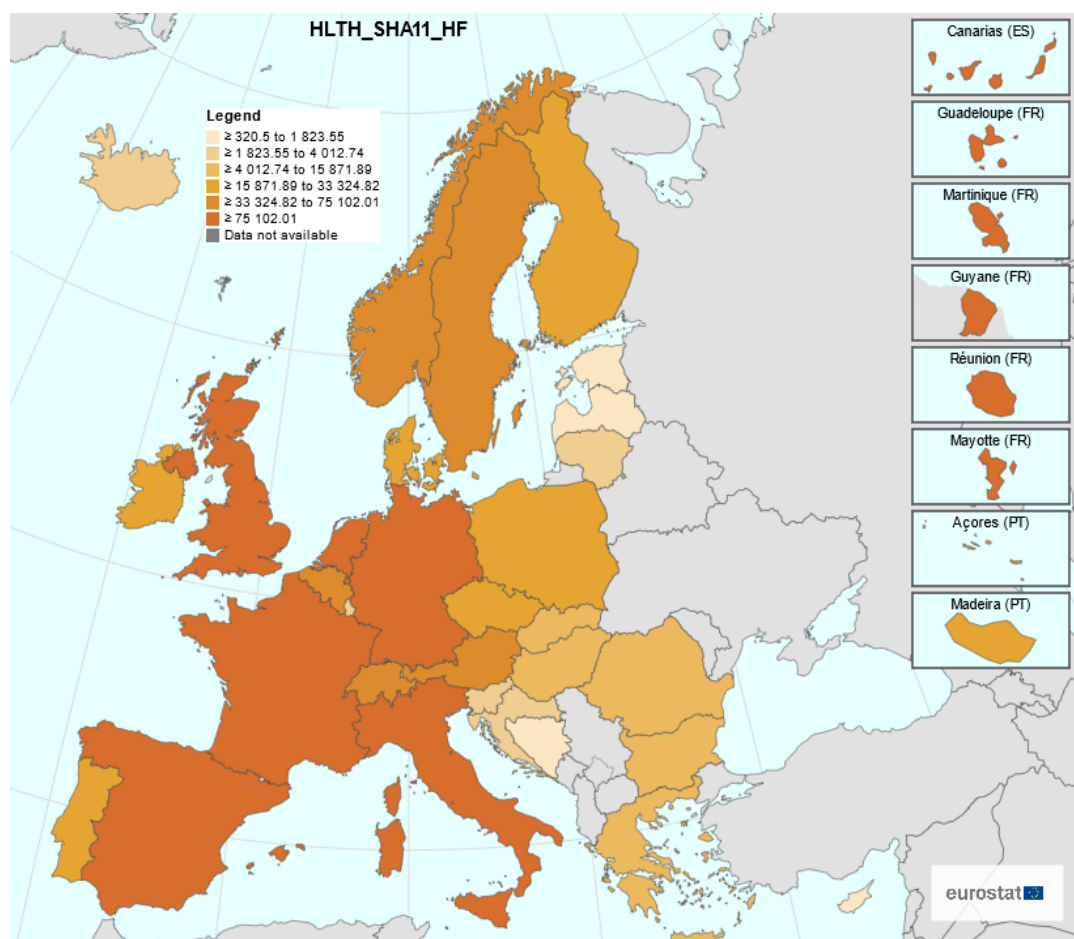 HLTH_SHA11_HF
Legend
≥ 320.5 to 1 823.55
≥ 1 823.55 to 4 012.74
≥ 4 012.74 to 15 871.89
≥ 15 871.89 to 33 324.82
≥ 33 324.82 to 75 102.01
≥ 75 102.01
Data not available
Canarias (ES)
Guadeloupe (FR)
Martinique (FR)
Guyane (FR)
Réunion (FR)
Mayotte (FR)
Açores (PT)
Madeira (PT)
eurostat